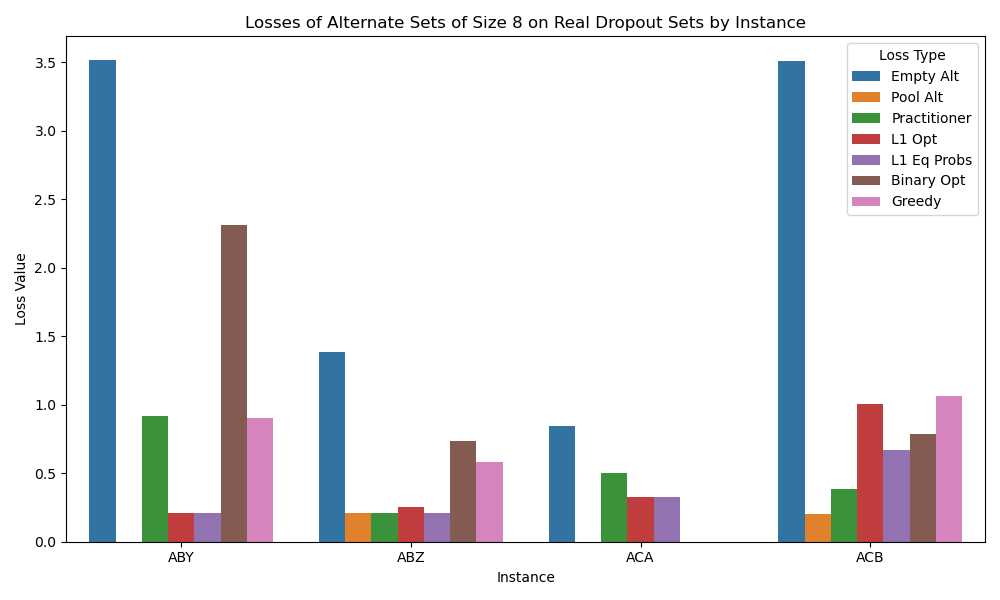 Losses of Alternate Sets of Size 8 on Real Dropout Sets by Instance
Loss Type
Empty Alt
Pool Alt
Practitioner
L1 Opt
L1 Eq Probs
Binary Opt
Greedy
Loss Value
3.5
3.0
2.5
2.0
1.5
1.0
0.5
0.0
ABY
ABZ
ACA
ACB
Instance